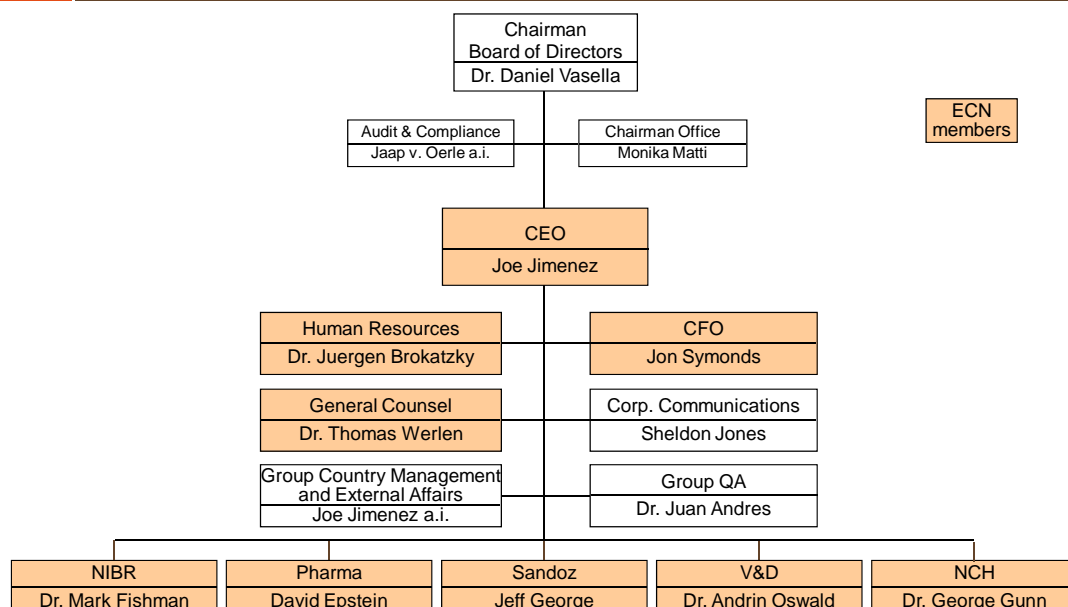 Chairman
Board of Directors
Dr. Daniel Vasella
ECN
members
Audit & Compliance
Jaap v. Oerle a.i.
Chairman Office
Monika Matti
CEO
Joe Jimenez
Human Resources
Dr. Juergen Brokatzky
CFO
Jon Symonds
General Counsel
Dr. Thomas Werlen
Corp. Communications
Sheldon Jones
Group Country Management
and External Affairs
Joe Jimenez a.i.
Group QA
Dr. Juan Andres
NIBR
Dr. Mark Fishman
Pharma
David Epstein
Sandoz
Jeff George
V&D
Dr. Andrin Oswald
NCH
Dr. George Gunn